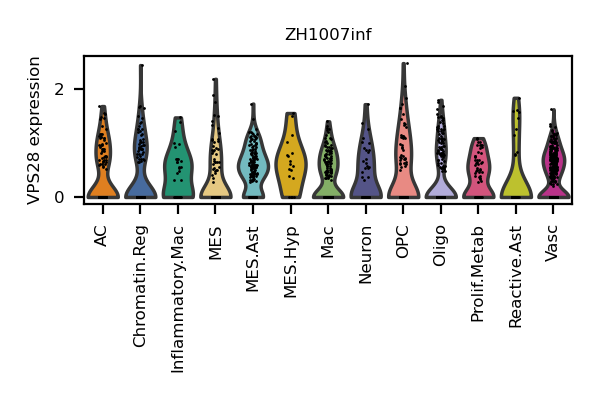 ZH1007inf
VPS28 expression
2
0
AC
Chromatin.Reg
Inflammatory.Mac
MES
MES.Ast
MES.Hyp
Mac
Neuron
OPC
Oligo
Prolif.Metab
Reactive.Ast
Vasc